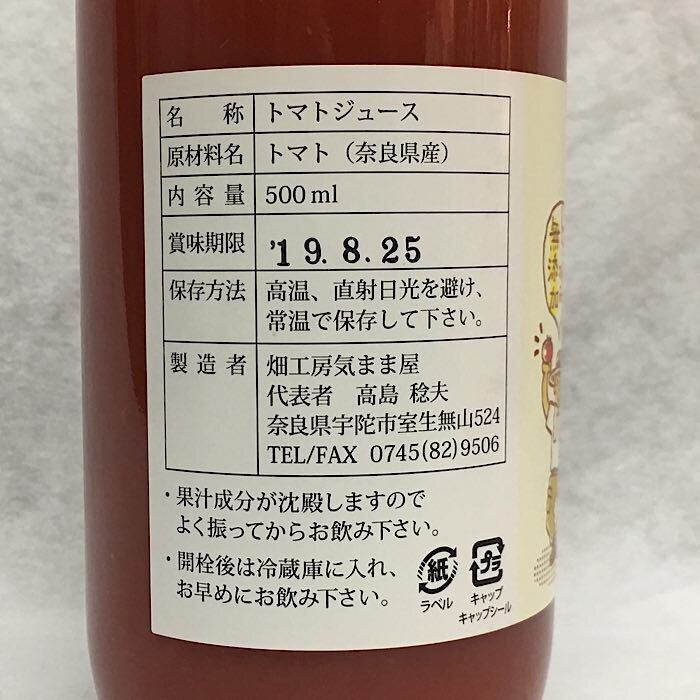 名称 トマトジュース
原材料名 トマト（奈良県産）
内容量 500ml
賞味期限 '19.8.25
保存方法 高温、直射日光を避け、
常温で保存して下さい。
製造者 畑工房気まま屋
代表者 高島 稔夫
奈良県宇陀市室生無山524
TEL/FAX 0745(82)9506
・果汁成分が沈殿しますので
よく振ってからお飲み下さい。
・開栓後は冷蔵庫に入れ、
お早めにお飲み下さい。
紙
ラベル
プラ
キャップ
キャップシール
無添加